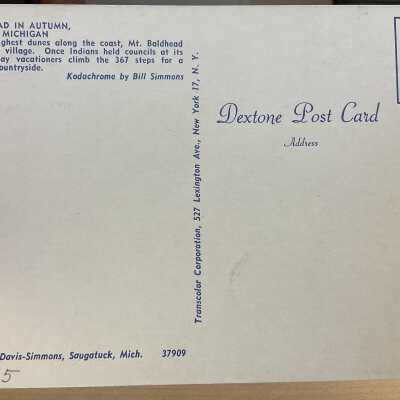 AD IN AUTUMN,
MICHIGAN
ghest dunes along the coast, Mt. Baldhead
village. Once Indians held councils at its
ay vacationers climb the 367 steps for a
ountryside.
Kodachrome by Bill Simmons
Transcolor Corporation, 527 Lexington Ave., New York 17, N. Y.
Dextone Post Card
Address
Davis-Simmons, Saugatuck, Mich. 37909
5